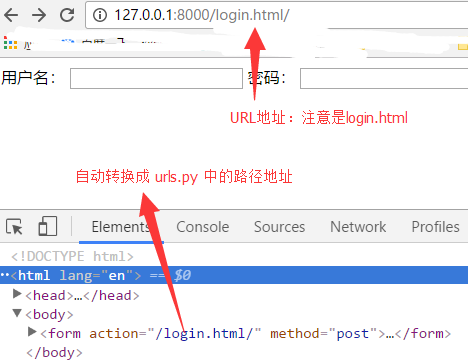 127.0.0.1:8000/login.html/
用户名: 密码:
URL地址：注意是login.html
自动转换成 urls.py 中的路径地址
Elements Console Sources Network Profiles
<!DOCTYPE html>
··<html lang="en"> == $0
▶<head>…</head>
▼<body>
▶<form action="/login.html/" method="post">…</form>
</body>